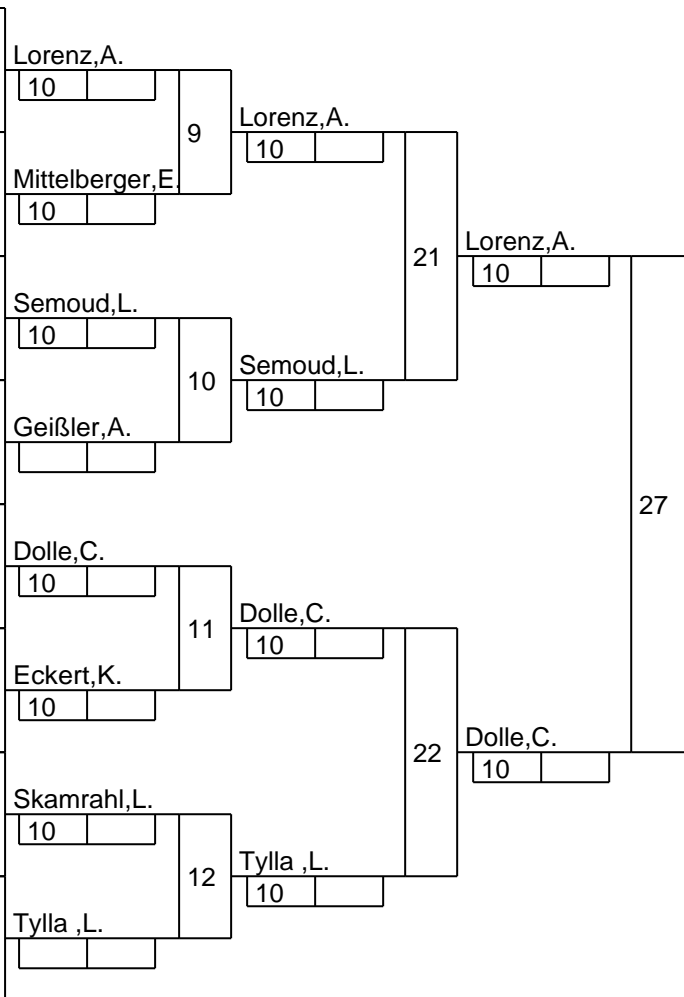 Lorenz,A.
10
9
Lorenz,A.
10
Mittelberger,E.
10
21
Lorenz,A.
10
Semoud,L.
10
10
Semoud,L.
10
Geißler,A.
27
Dolle,C.
10
11
Dolle,C.
10
Eckert,K.
10
22
Dolle,C.
10
Skamrahl,L.
10
12
Tylla ,L.
10
Tylla ,L.